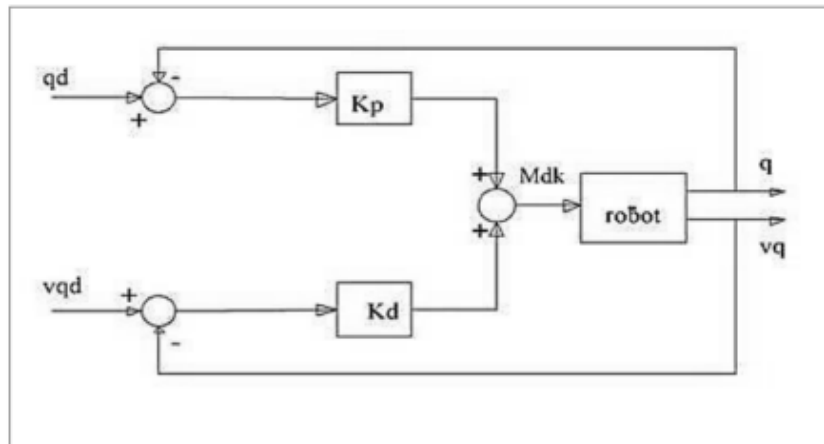 qd
-
+
Kp
+
Mdk
q
robot
+
vq
vqd
+
Kd
-